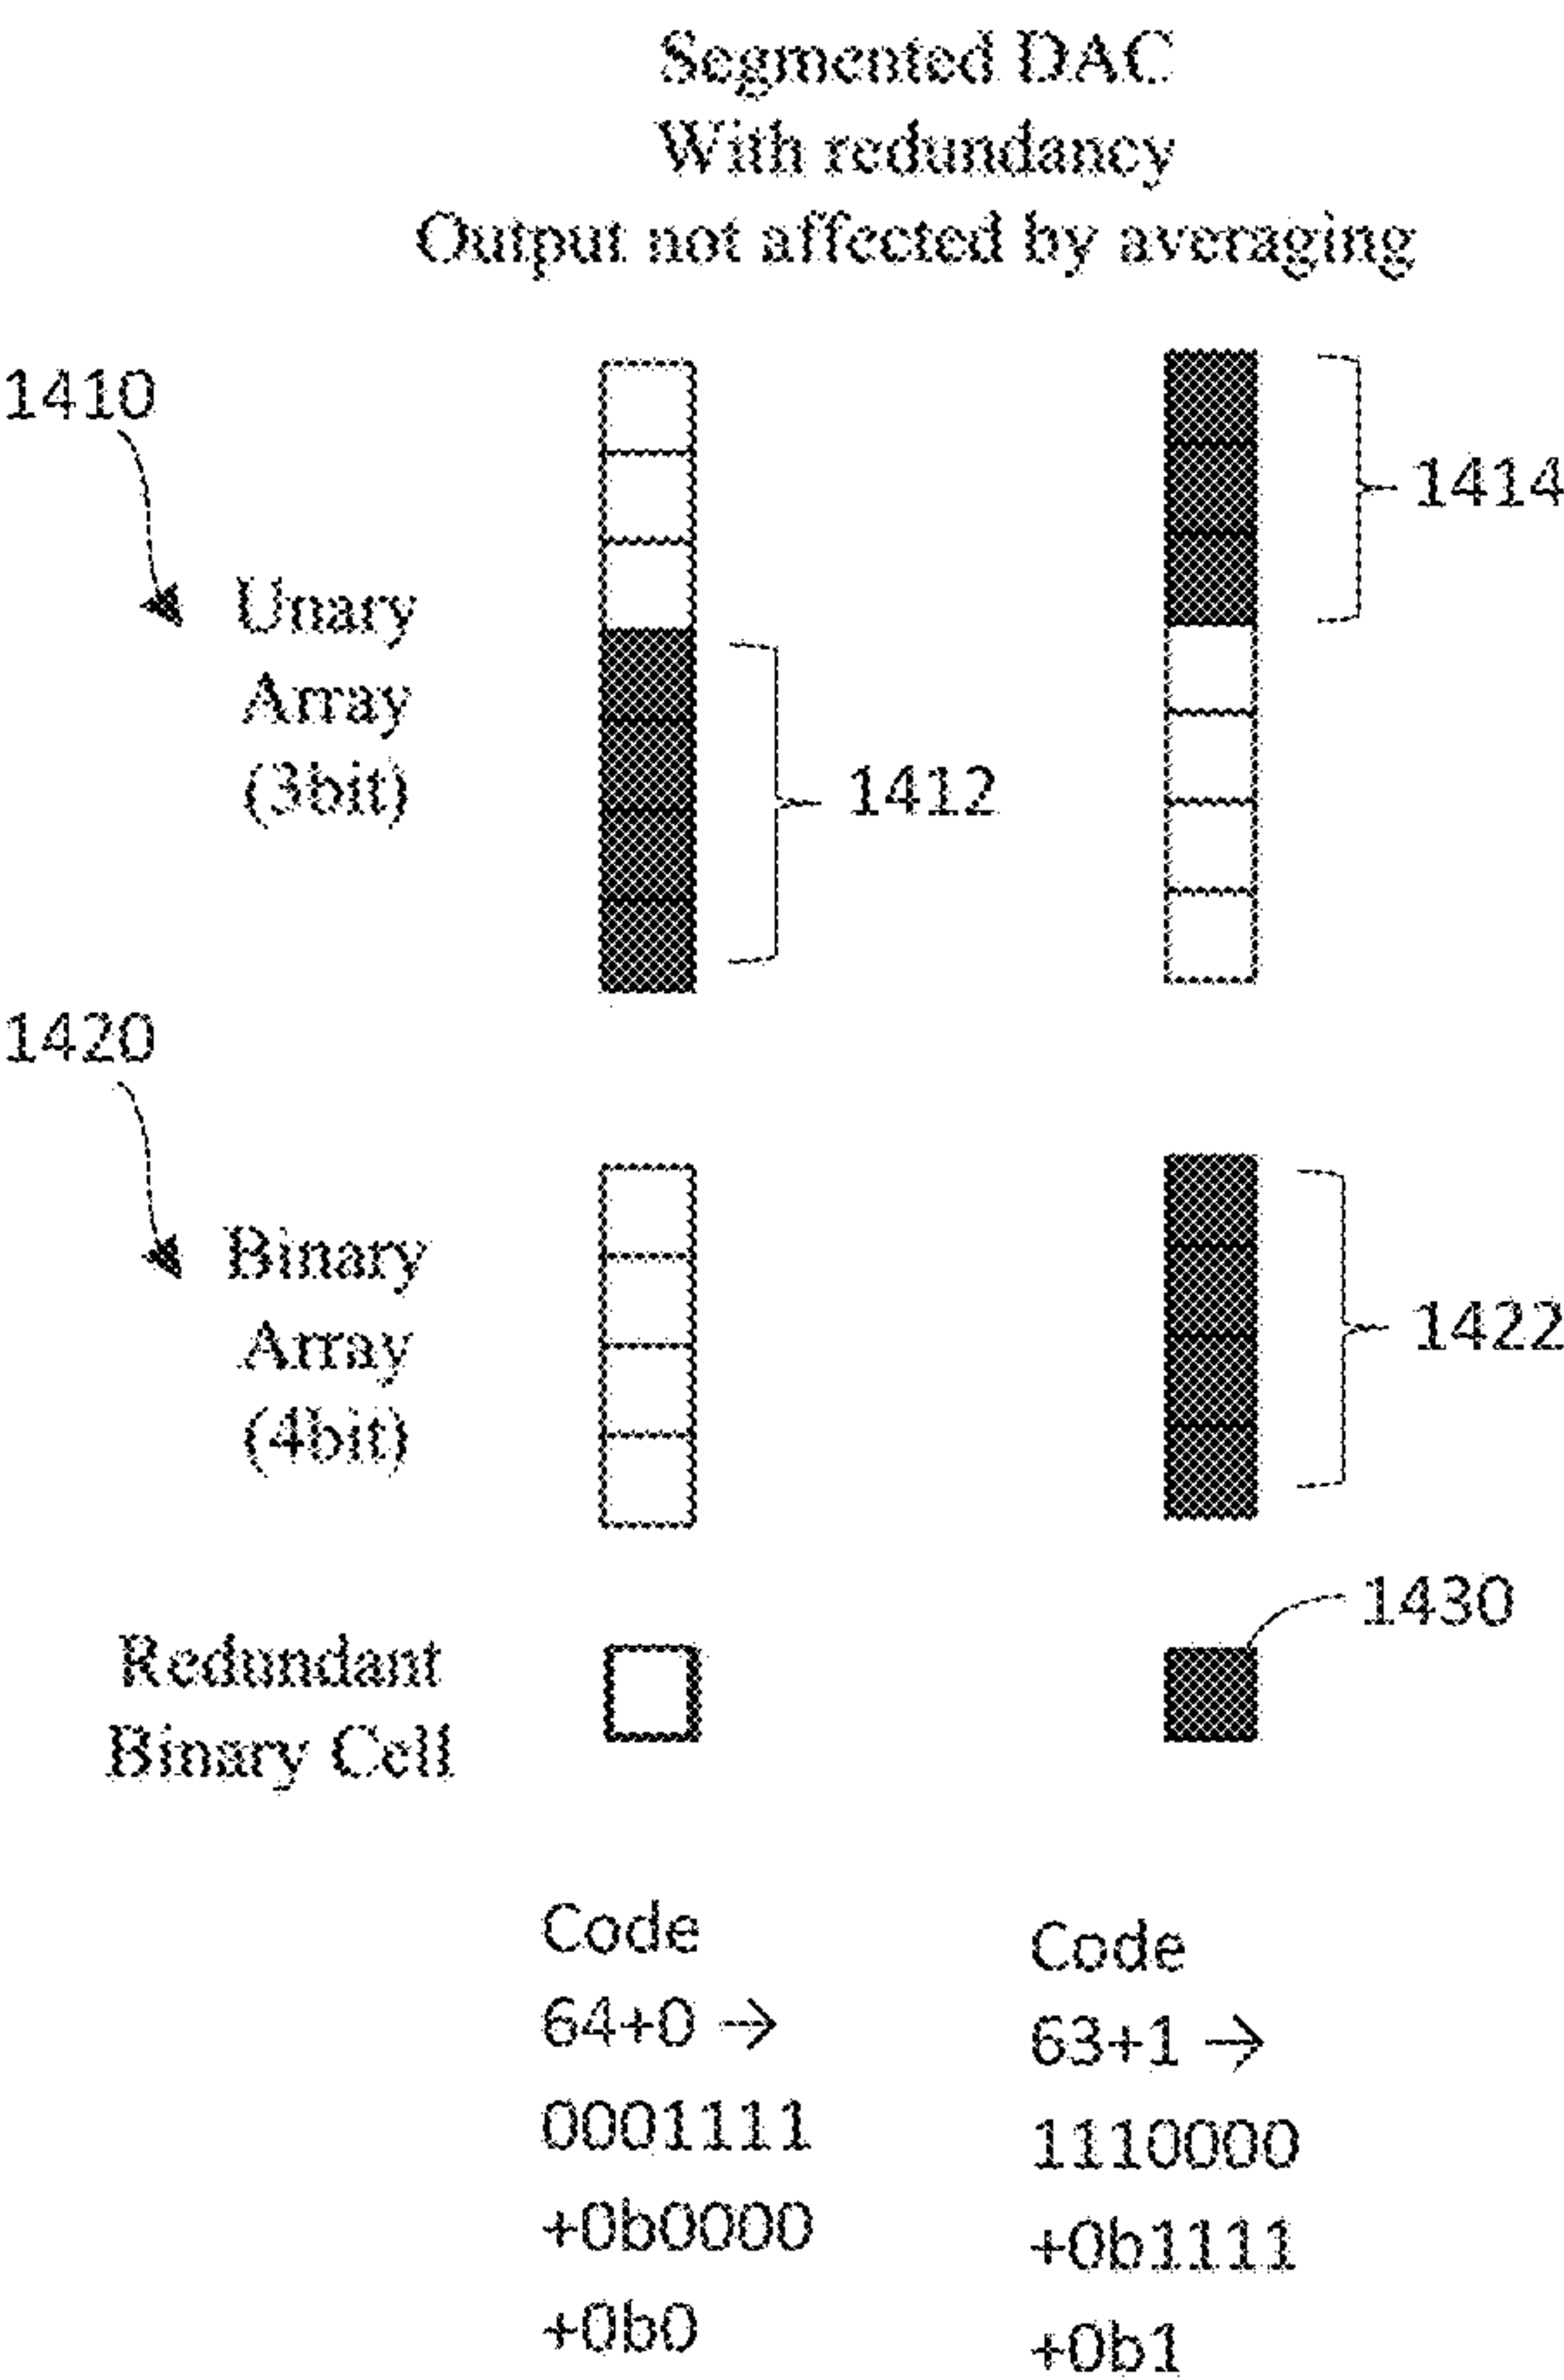 Segmented DAC
With redundancy
Output not affected by averaging
1410
1414
Unary
Array
(3bit)
1412
1420
Binary
Array
(4bit)
1422
1430
Redundant
Binary Cell
Code
64+0 →
0001111
+0b0000
+0b0
Code
63+1 →
1110000
+0b1111
+0b1